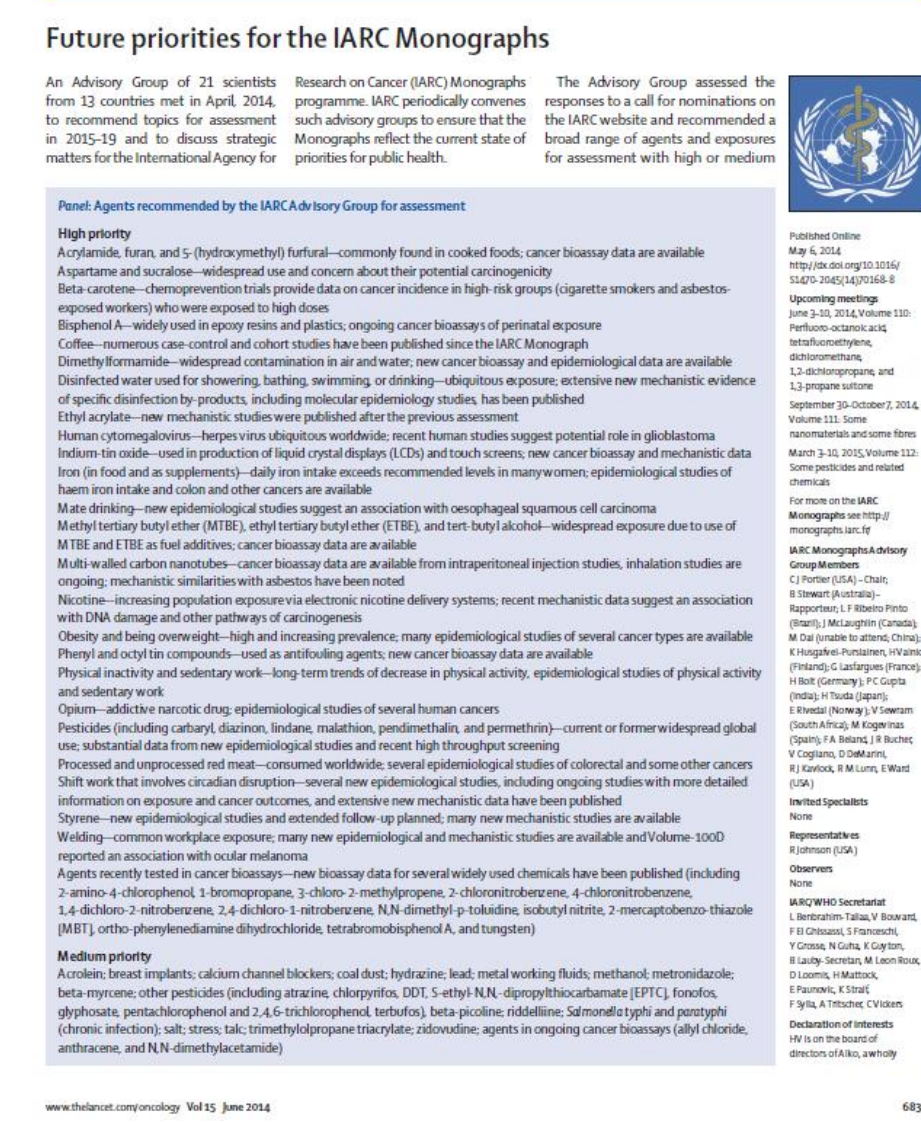 Future priorities for the IARC Monographs
An Advisory Group of 21 scientists
from 13 countries met in April, 2014,
to recommend topics for assessment
in 2015–19 and to discuss strategic
matters for the International Agency for
Research on Cancer (IARC) Monographs
programme. IARC periodically convenes
such advisory groups to ensure that the
Monographs reflect the current state of
priorities for public health.
The Advisory Group assessed the
responses to a call for nominations on
the IARC website and recommended a
broad range of agents and exposures
for assessment with high or medium
Panel: Agents recommended by the IARC Advisory Group for assessment
High priority
Acrylamide, furan, and 5-(hydroxymethyl) furfural—commonly found in cooked foods; cancer bioassay data are available
Aspartame and sucralose—widespread use and concern about their potential carcinogenicity
Beta-carotene—chemoprevention trials provide data on cancer incidence in high-risk groups (cigarette smokers and asbestos-
exposed workers) who were exposed to high doses
Bisphenol A—widely used in epoxy resins and plastics; ongoing cancer bioassays of perinatal exposure
Coffee—numerous case-control and cohort studies have been published since the IARC Monograph
Dimethylformamide—widespread contamination in air and water; new cancer bioassay and epidemiological data are available
Disinfected water used for showering, bathing, swimming, or drinking—ubiquitous exposure; extensive new mechanistic evidence
of specific disinfection by-products, including molecular epidemiology studies, has been published
Ethyl acrylate—new mechanistic studies were published after the previous assessment
Human cytomegalovirus—herpes virus ubiquitous worldwide; recent human studies suggest potential role in glioblastoma
Indium-tin oxide—used in production of liquid crystal displays (LCDs) and touch screens; new cancer bioassay and mechanistic data
Iron (in food and as supplements)—daily iron intake exceeds recommended levels in many women; epidemiological studies of
haem iron intake and colon and other cancers are available
Mate drinking—new epidemiological studies suggest an association with oesophageal squamous cell carcinoma
Methyl tertiary butyl ether (MTBE), ethyl tertiary butyl ether (ETBE), and tert-butyl alcohol—widespread exposure due to use of
MTBE and ETBE as fuel additives; cancer bioassay data are available
Multi-walled carbon nanotubes—cancer bioassay data are available from intraperitoneal injection studies, inhalation studies are
ongoing; mechanistic similarities with asbestos have been noted
Nicotine—increasing population exposure via electronic nicotine delivery systems; recent mechanistic data suggest an association
with DNA damage and other pathways of carcinogenesis
Obesity and being overweight—high and increasing prevalence; many epidemiological studies of several cancer types are available
Phenyl and octyl tin compounds—used as antifouling agents; new cancer bioassay data are available
Physical inactivity and sedentary work—long-term trends of decrease in physical activity, epidemiological studies of physical activity
and sedentary work
Opium—addictive narcotic drug; epidemiological studies of several human cancers
Pesticides (including carbaryl, diazinon, lindane, malathion, pendimethalin, and permethrin)—current or former widespread global
use; substantial data from new epidemiological studies and recent high throughput screening
Processed and unprocessed red meat—consumed worldwide; several epidemiological studies of colorectal and some other cancers
Shift work that involves circadian disruption—several new epidemiological studies, including ongoing studies with more detailed
information on exposure and cancer outcomes, and extensive new mechanistic data have been published
Styrene—new epidemiological studies and extended follow-up planned; many new mechanistic studies are available
Welding—common workplace exposure; many new epidemiological and mechanistic studies are available and Volume-100D
reported an association with ocular melanoma
Agents recently tested in cancer bioassays—new bioassay data for several widely used chemicals have been published (including
2-amino-4-chlorophenol, 1-bromopropane, 3-chloro-2-methylpropene, 2-chloronitrobenzene, 4-chloronitrobenzene,
1,4-dichloro-2-nitrobenzene, 2,4-dichloro-1-nitrobenzene, N,N-dimethyl-p-toluidine, isobutyl nitrite, 2-mercaptobenzo-thiazole
[MBT], ortho-phenylenediamine dihydrochloride, tetrabromobisphenol A, and tungsten)
Medium priority
Acrolein; breast implants; calcium channel blockers; coal dust; hydrazine; lead; metal working fluids; methanol; metronidazole;
beta-myrcene; other pesticides (including atrazine, chlorpyrifos, DDT, S-ethyl-N,N,-dipropylthiocarbamate [EPTC], fonofos,
glyphosate, pentachlorophenol and 2,4,6-trichlorophenol, terbufos), beta-picoline; riddelliine; Salmonella typhi and paratyphi
(chronic infection); salt; stress; talc; trimethylolpropane triacrylate; zidovudine; agents in ongoing cancer bioassays (allyl chloride,
anthracene, and N,N-dimethylacetamide)
Published Online
May 6, 2014
http://dx.doi.org/10.1016/
S1470-2045(14)70168-8
Upcoming meetings
June 3–10, 2014, Volume 110:
Perfluoro-octanoic acid,
tetrafluoroethylene,
dichloromethane,
1,2-dichloropropane, and
1,3-propane sultone
September 30–October 7, 2014,
Volume 111: Some
nanomaterials and some fibres
March 3–10, 2015, Volume 112:
Some pesticides and related
chemicals
For more on the IARC
Monographs see http://
monographs.iarc.fr/
IARC Monographs Advisory
Group Members
C J Portier (USA) – Chair;
B Stewart (Australia)–
Rapporteur; L F Ribeiro Pinto
(Brazil); J McLaughlin (Canada);
M Dai (unable to attend; China);
K Husgafvel-Pursiainen, H Vainio
(Finland); G Lasfargues (France);
H Bolt (Germany); P C Gupta
(India); H Tsuda (Japan);
E Rivedal (Norway); V Sewram
(South Africa); M Kogevinas
(Spain); F A Beland, J R Bucher,
V Cogliano, D DeMarini,
R J Kavlock, R M Lunn, E Ward
(USA)
Invited Specialists
None
Representatives
R Johnson (USA)
Observers
None
IARC/WHO Secretariat
L Benbrahim-Tallaa, V Bouvard,
F El Ghissassi, S Franceschi,
Y Grosse, N Guha, K Guyton,
B Lauby-Secretan, M Leon Roux,
D Loomis, H Mattock,
E Paunovic, K Straif,
F Sylla, A Tritscher, C Vickers
Declaration of interests
HV is on the board of
directors of Alko, a wholly
www.thelancet.com/oncology Vol 15 June 2014
683